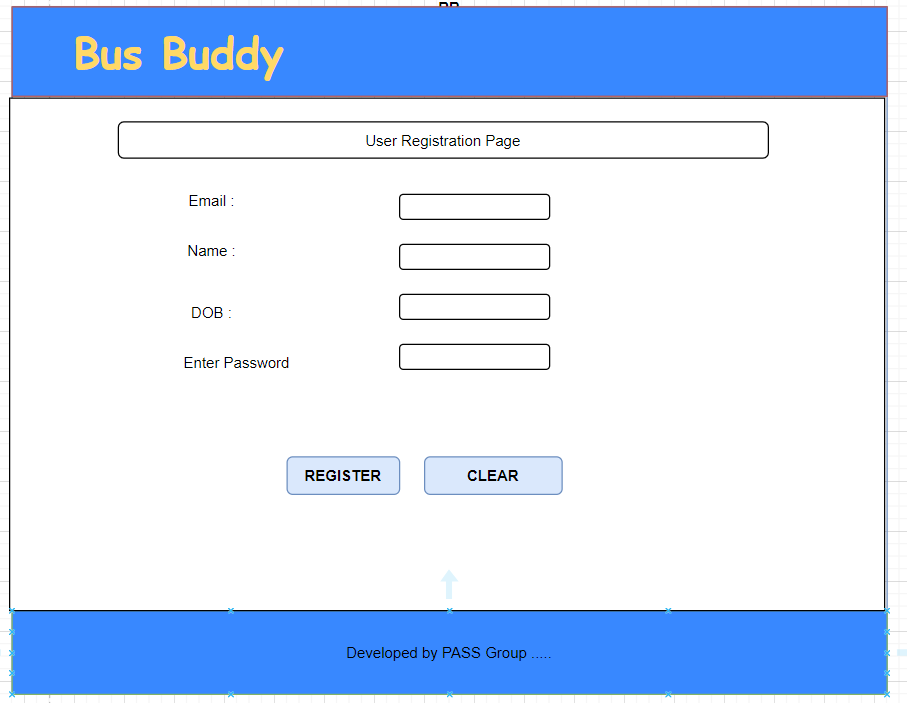 Bus Buddy
User Registration Page
Email :
Name :
DOB :
Enter Password
REGISTER CLEAR
Developed by PASS Group .....